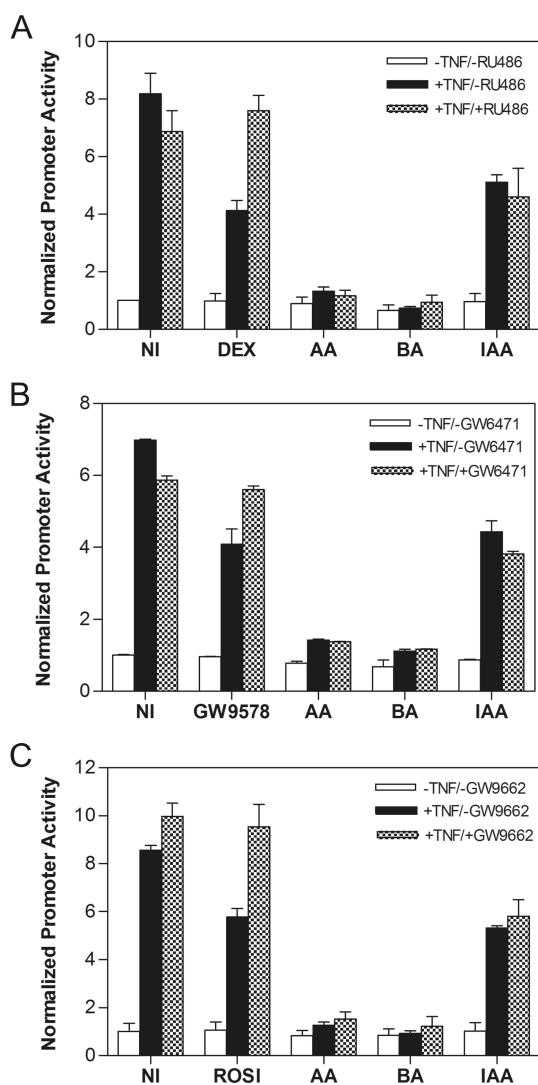 A
Normalized Promoter Activity
10
8
6
4
2
0
-TNF/-RU486
+TNF/-RU486
+TNF/+RU486
NI DEX AA BA IAA
B
Normalized Promoter Activity
8
6
4
2
0
-TNF/-GW6471
+TNF/-GW6471
+TNF/+GW6471
NI GW9578 AA BA IAA
C
Normalized Promoter Activity
12
10
8
6
4
2
0
-TNF/-GW9662
+TNF/-GW9662
+TNF/+GW9662
NI ROSI AA BA IAA